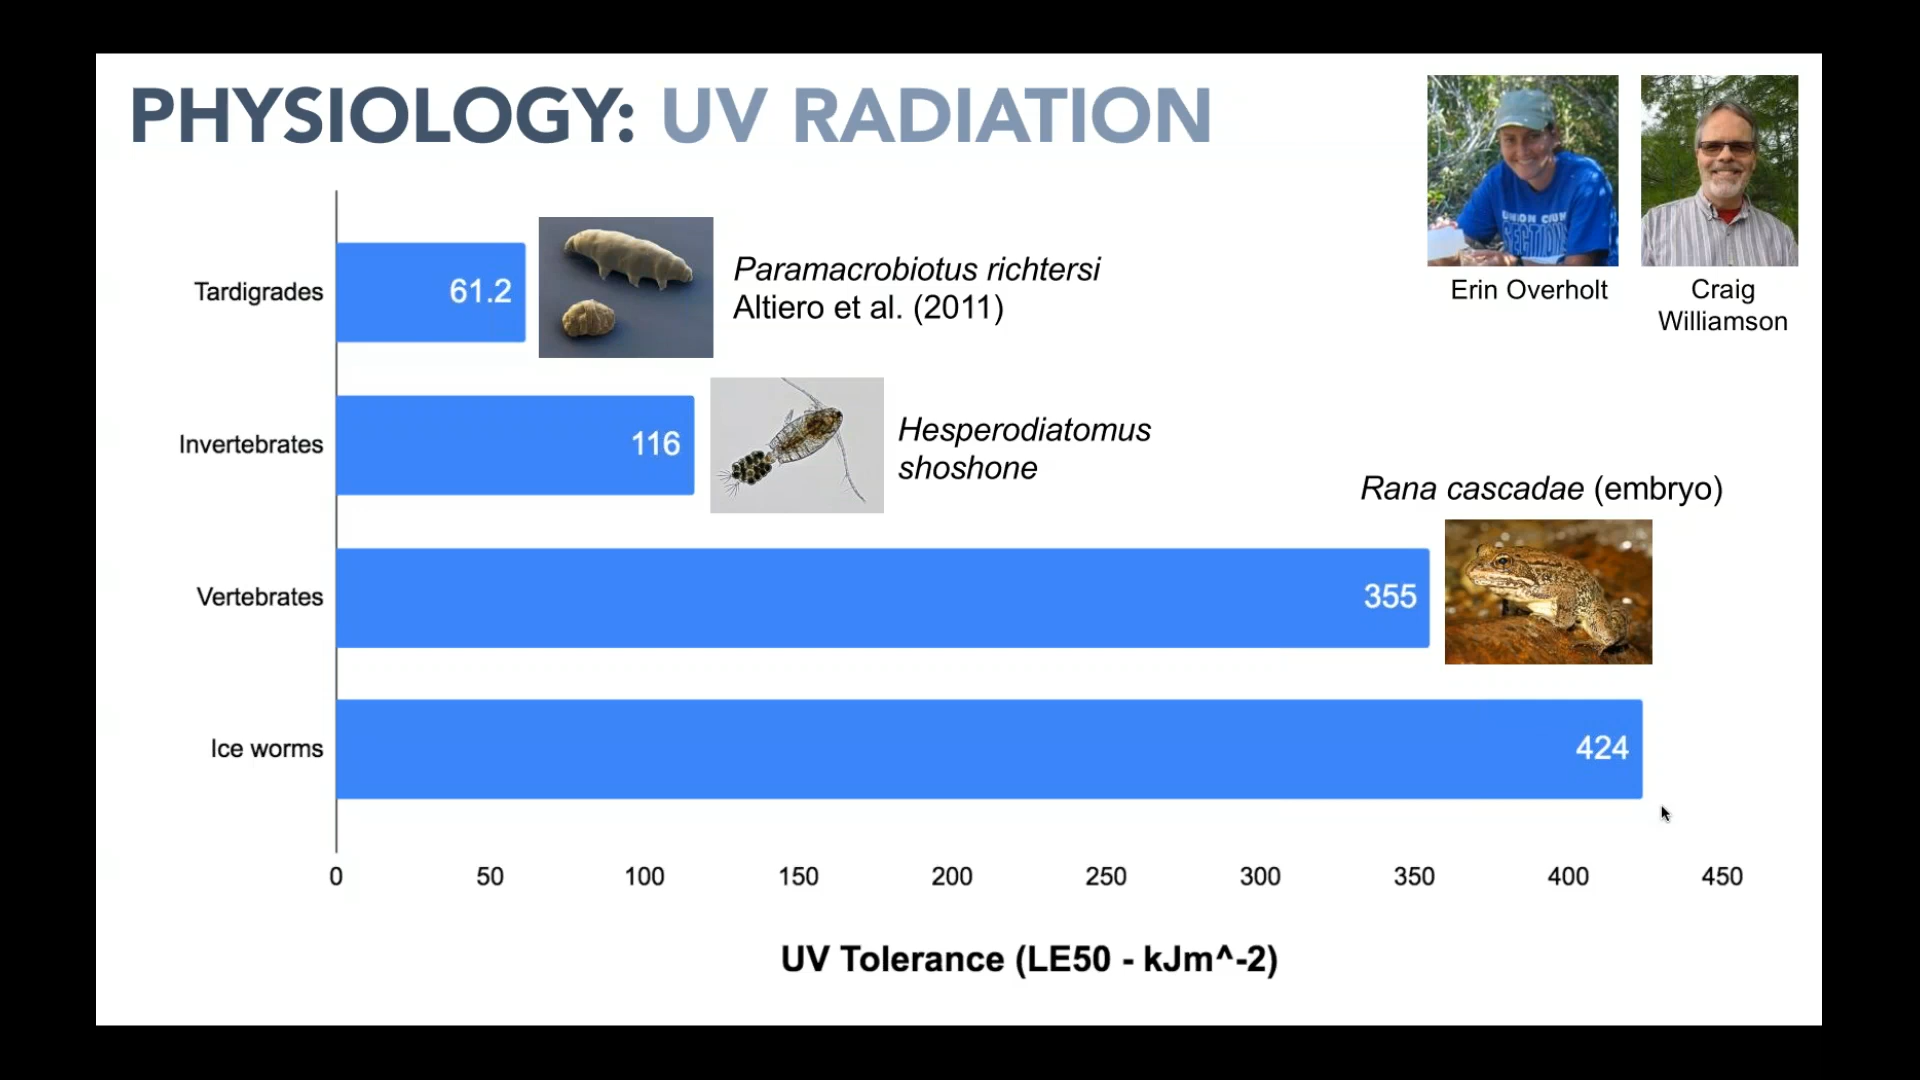 PHYSIOLOGY: UV RADIATION
Erin Overholt
Craig
Williamson
Tardigrades
61.2
Paramacrobiotus richtersi
Altiero et al. (2011)
Invertebrates
116
Hesperodiatomus
shoshone
Rana cascadae (embryo)
Vertebrates
355
Ice worms
424
0 50 100 150 200 250 300 350 400 450
UV Tolerance (LE50 - kJm^-2)